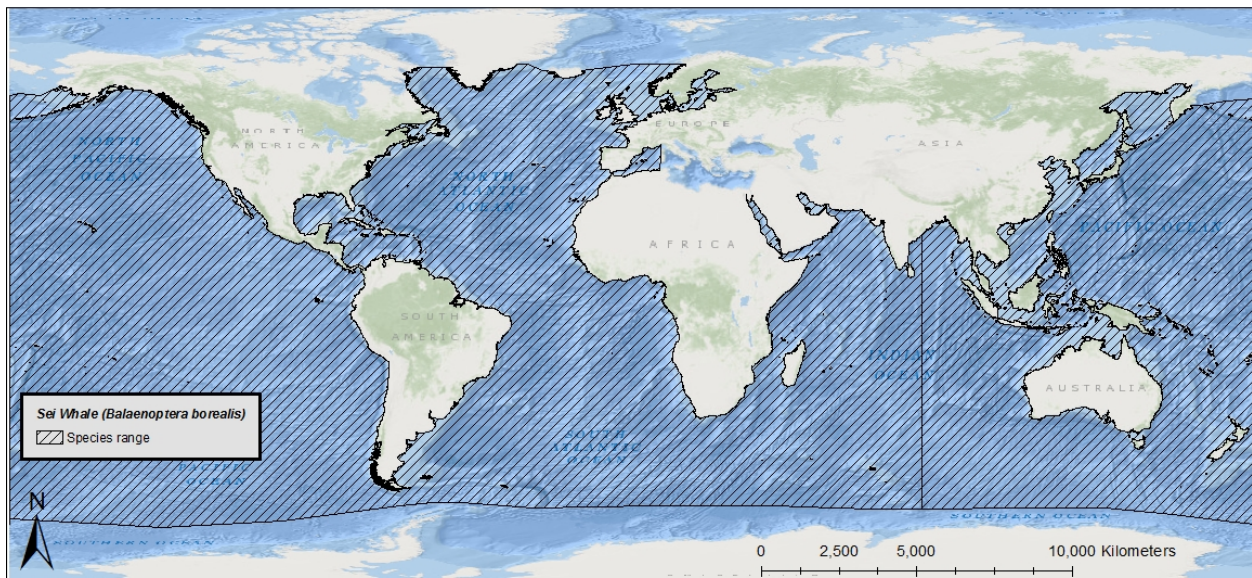 NORTH
PACIFIC
OCEAN
NORTH
AMERICA
NORTH
ATLANTIC
OCEAN
EUROPE
ASIA
AFRICA
PACIFIC OCEAN
SOUTH
AMERICA
INDIAN
OCEAN
AUSTRALIA
Sei Whale (Balaenoptera borealis)
Species range
SOUTH
ATLANTIC
OCEAN
PACIFIC
OCEAN
N
SOUTHERN OCEAN
SOUTHERN OCEAN
0 2,500 5,000 10,000 Kilometers